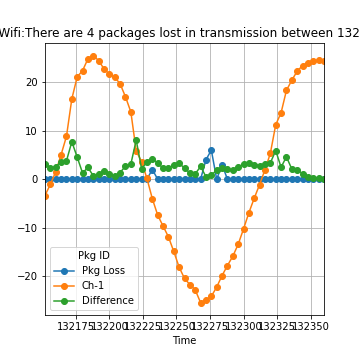 Wifi:There are 4 packages lost in transmission between 132
20
10
0
−10
−20
Pkg ID
Pkg Loss
Ch-1
Difference
132175 132200 132225 132250 132275 132300 132325 132350
Time